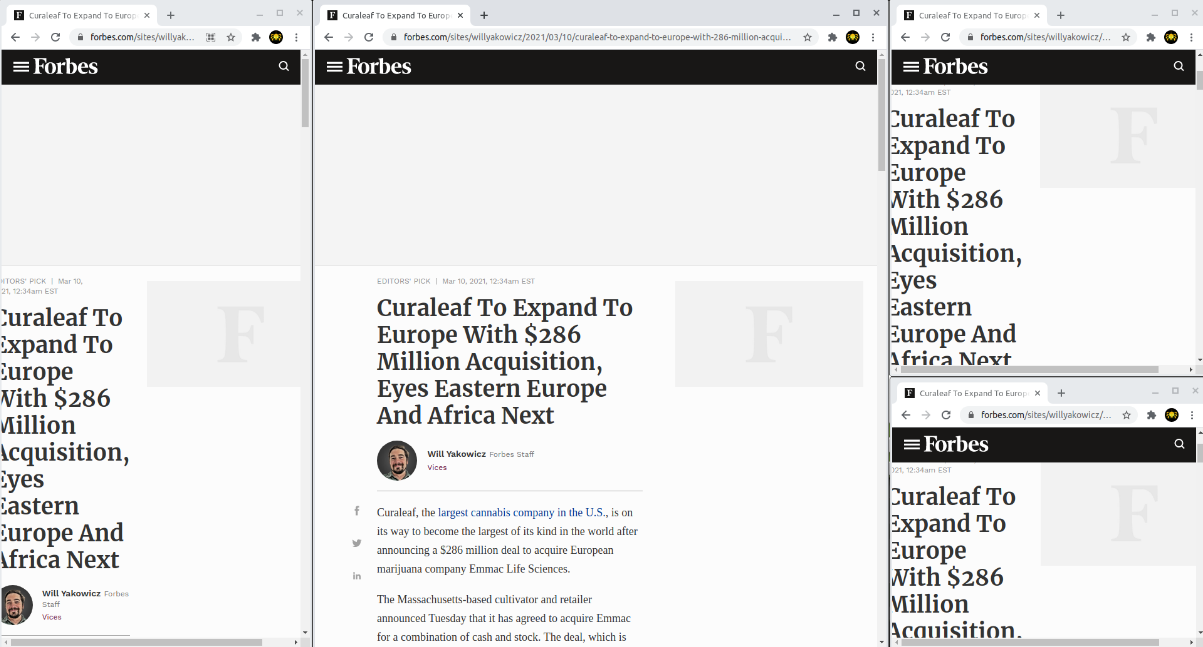 Curaleaf To Expand To Europ
forbes.com/sites/willyak...
Forbes
EDITORS' PICK | Mar 10,
2021, 12:34am EST
Curaleaf To
Expand To
Europe
With $286
Million
Acquisition,
Eyes
Eastern
Europe And
Africa Next
Will Yakowicz Forbes
Staff
Vices
Curaleaf To Expand To Europ
forbes.com/sites/willyakowicz/2021/03/10/curaleaf-to-expand-to-europe-with-286-million-acqui...
Forbes
F
EDITORS' PICK | Mar 10, 2021, 12:34am EST
Curaleaf To Expand To
Europe With $286
Million Acquisition,
Eyes Eastern Europe
And Africa Next
F
Will Yakowicz Forbes Staff
Vices
Curaleaf, the largest cannabis company in the U.S., is on
its way to become the largest of its kind in the world after
announcing a $286 million deal to acquire European
marijuana company Emmac Life Sciences.
The Massachusetts-based cultivator and retailer
announced Tuesday that it has agreed to acquire Emmac
for a combination of cash and stock. The deal, which is
Curaleaf To Expand To Europ
forbes.com/sites/willyakowicz/...
Forbes
2021, 12:34am EST
Curaleaf To
Expand To
Europe
With $286
Million
Acquisition,
Eyes
Eastern
Europe And
Africa Next
F
Curaleaf To Expand To Europ
forbes.com/sites/willyakowicz/...
Forbes
2021, 12:34am EST
Curaleaf To
Expand To
Europe
With $286
Million
Acquisition,
F